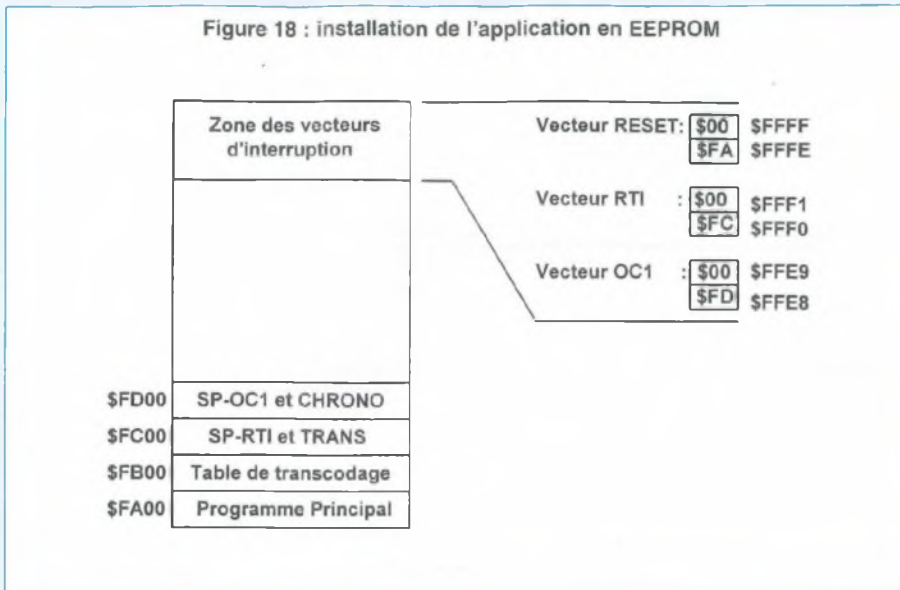 Figure 18 : installation de l'application en EEPROM
Zone des vecteurs
d'interruption
Vecteur RESET: $00 $FFFF
$FA $FFFE
Vecteur RTI : $00 $FFF1
$FC $FFF0
Vecteur OC1 : $00 $FFE9
$FD $FFE8
$FD00 SP-OC1 et CHRONO
$FC00 SP-RTI et TRANS
$FB00 Table de transcodage
$FA00 Programme Principal